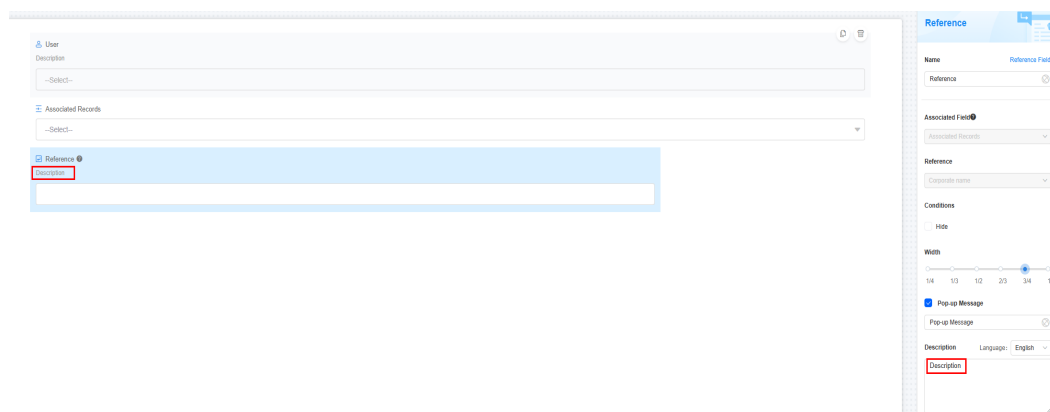 User
Description
--Select--
Associated Records
--Select--
Reference
Description
Reference
Name Reference Field
Reference
Associated Field
Associated Records
Reference
Corporate name
Conditions
Hide
Width
1/4 1/3 1/2 2/3 3/4 1
Pop-up Message
Pop-up Message
Description Language: English
Description